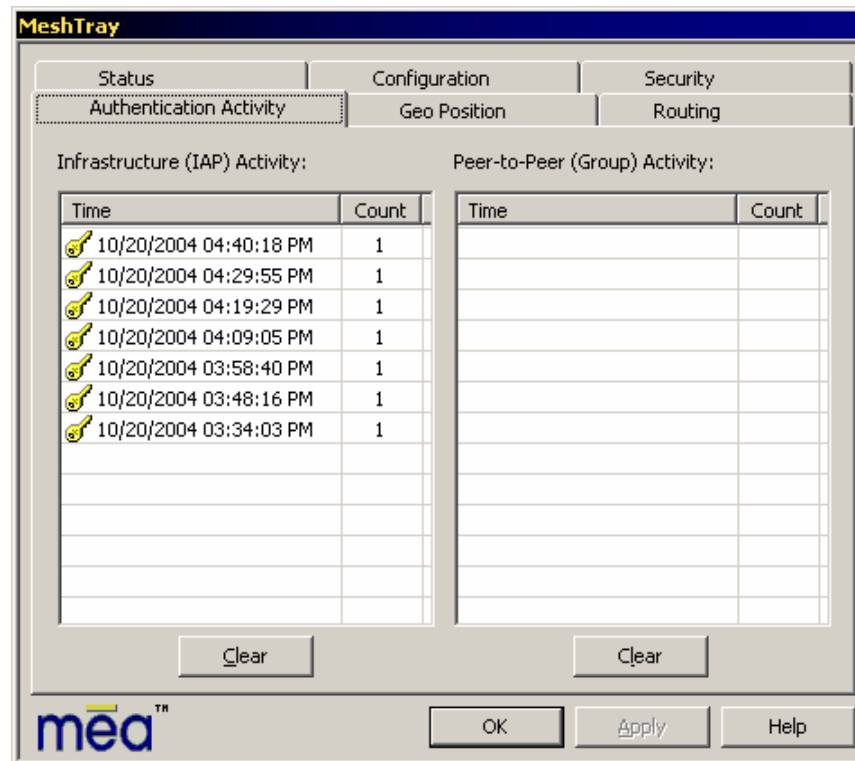 MeshTray
Status Configuration Security
Authentication Activity Geo Position Routing
Infrastructure (IAP) Activity: Peer-to-Peer (Group) Activity:
Time Count Time Count
10/20/2004 04:40:18 PM 1
10/20/2004 04:29:55 PM 1
10/20/2004 04:19:29 PM 1
10/20/2004 04:09:05 PM 1
10/20/2004 03:58:40 PM 1
10/20/2004 03:48:16 PM 1
10/20/2004 03:34:03 PM 1
Clear Clear
mēa™ OK Apply Help